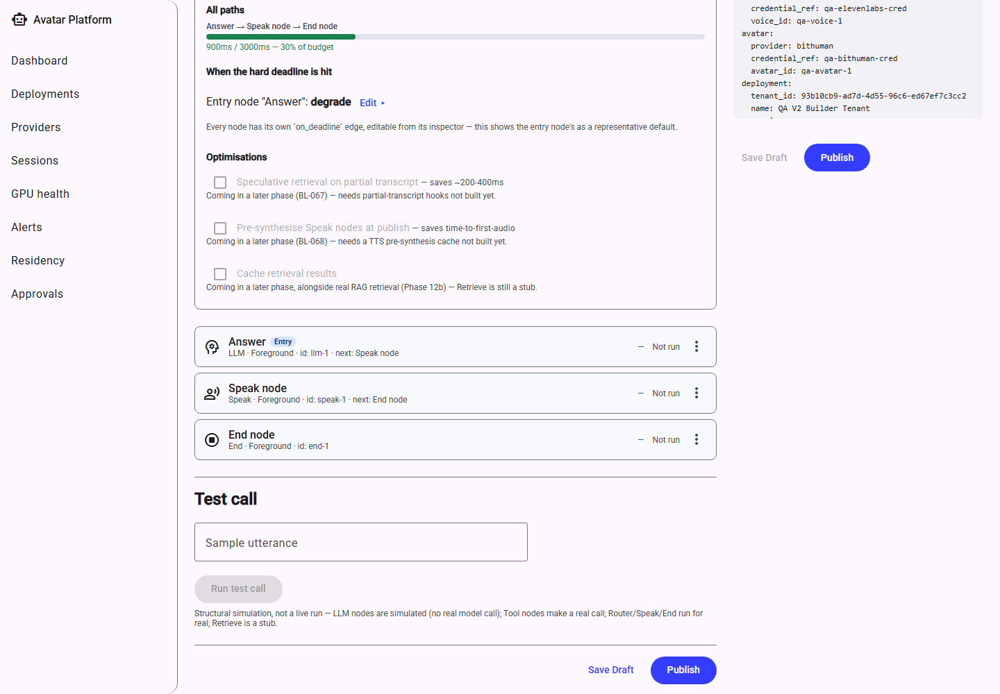 Avatar Platform
Dashboard
Deployments
Providers
Sessions
GPU health
Alerts
Residency
Approvals
All paths
Answer → Speak node → End node
900ms / 3000ms — 30% of budget
When the hard deadline is hit
Entry node "Answer": degrade Edit ▸
Every node has its own `on_deadline` edge, editable from its inspector — this shows the entry node's as a representative default.
Optimisations
Speculative retrieval on partial transcript — saves ~200-400ms
Coming in a later phase (BL-067) — needs partial-transcript hooks not built yet.
Pre-synthesise Speak nodes at publish — saves time-to-first-audio
Coming in a later phase (BL-068) — needs a TTS pre-synthesis cache not built yet.
Cache retrieval results
Coming in a later phase, alongside real RAG retrieval (Phase 12b) — Retrieve is still a stub.
Answer Entry
LLM · Foreground · id: llm-1 · next: Speak node
— Not run
Speak node
Speak · Foreground · id: speak-1 · next: End node
— Not run
End node
End · Foreground · id: end-1
— Not run
Test call
Sample utterance
Run test call
Structural simulation, not a live run — LLM nodes are simulated (no real model call); Tool nodes make a real call; Router/Speak/End run for
real; Retrieve is a stub.
Save Draft Publish
credential_ref: qa-elevenlabs-cred
voice_id: qa-voice-1
avatar:
provider: bithuman
credential_ref: qa-bithuman-cred
avatar_id: qa-avatar-1
deployment:
tenant_id: 93b10cb9-ad7d-4d55-96c6-ed67ef7c3cc2
name: QA V2 Builder Tenant
Save Draft Publish